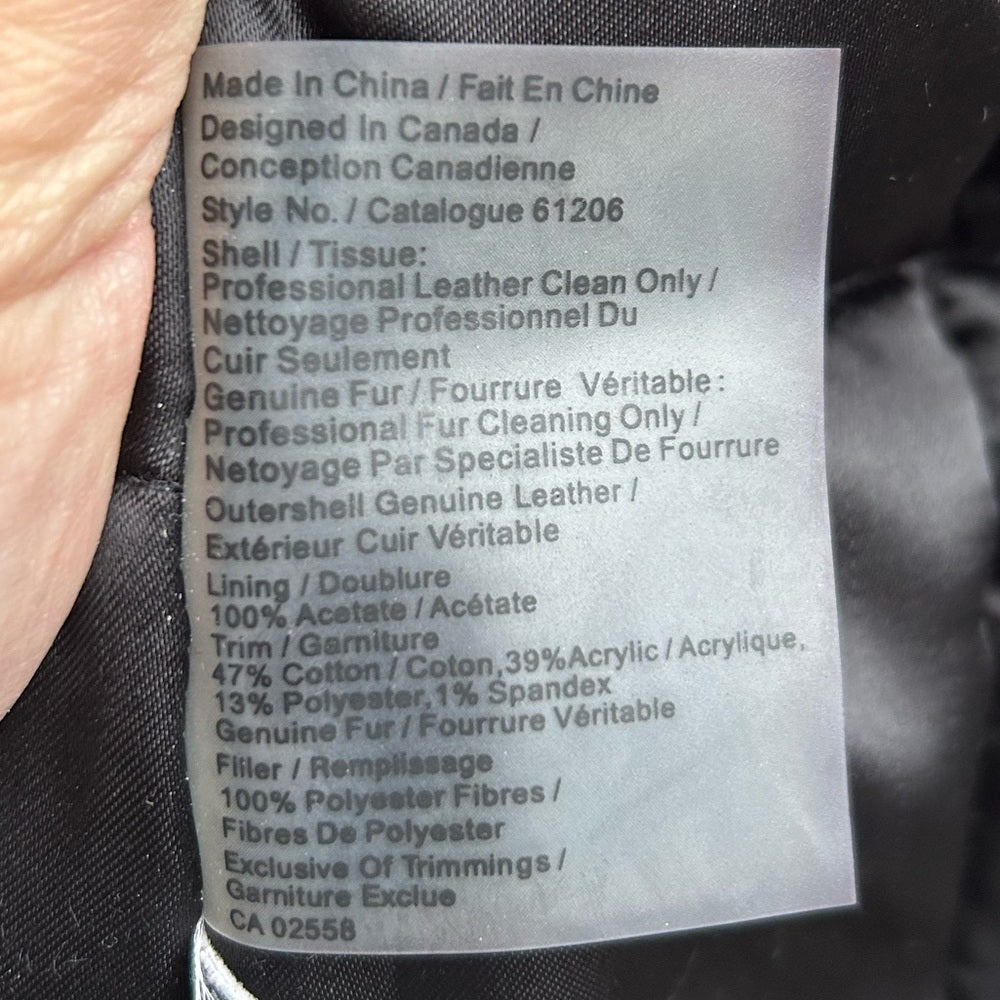 Made In China / Fait En Chine
Designed In Canada /
Conception Canadienne
Style No. / Catalogue 61206
Shell / Tissue:
Professional Leather Clean Only /
Nettoyage Professionnel Du
Cuir Seulement
Genuine Fur / Fourrure Véritable :
Professional Fur Cleaning Only /
Netoyage Par Specialiste De Fourrure
Outershell Genuine Leather /
Extérieur Cuir Véritable
Lining / Doublure
100% Acetate / Acétate
Trim / Garniture
47% Cotton / Coton,39%Acrylic / Acrylique,
13% Polyester,1% Spandex
Genuine Fur / Fourrure Véritable
Filler / Remplissage
100% Polyester Fibres /
Fibres De Polyester
Exclusive Of Trimmings /
Garniture Exclue
CA 02558